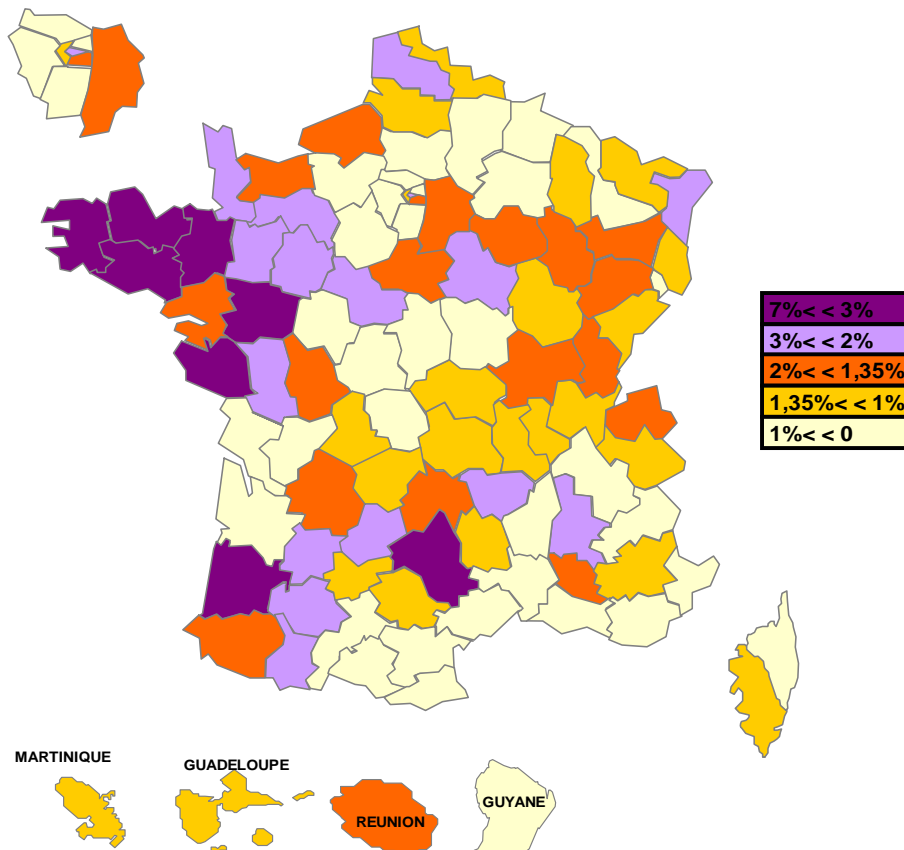 7%< < 3%
3%< < 2%
2%< < 1,35%
1,35%< < 1%
1%< < 0
MARTINIQUE
GUADELOUPE
REUNION
GUYANE